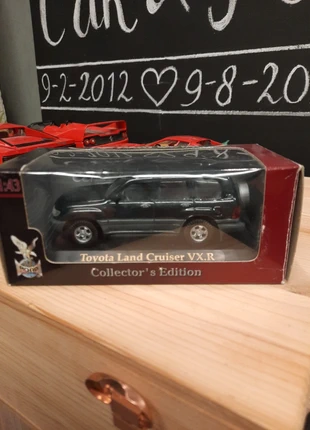 9-2-2012 ♡ 9-8-20
1:43
Toyota Land Cruiser VX.R
Collector's Edition